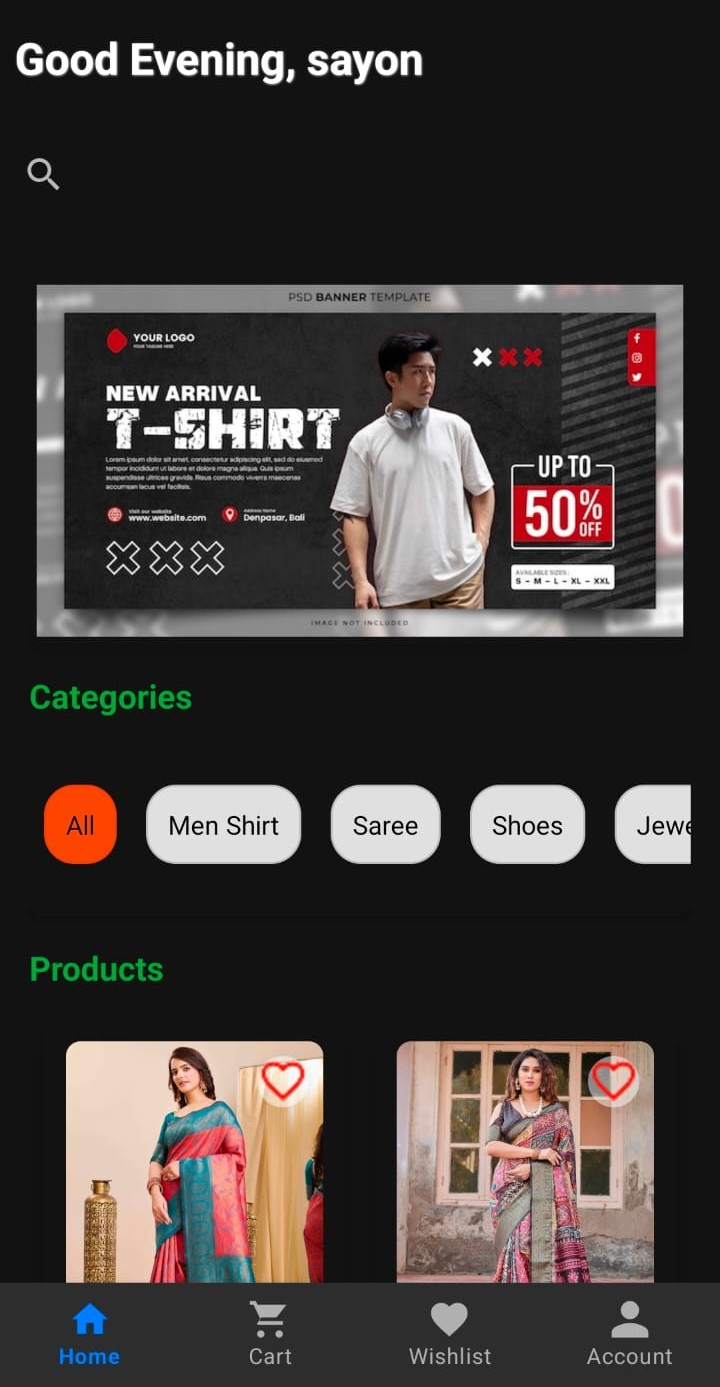 Good Evening, sayon
PSD BANNER TEMPLATE
YOUR LOGO
YOUR TAGLINE HERE
NEW ARRIVAL
T-SHIRT
Lorem ipsum dolor sit amet, consectetur adipiscing elit, sed do eiusmod
tempor incididunt ut labore et dolore magna aliqua. Quis ipsum
suspendisse ultrices gravida. Risus commodo viverra maecenas
accumsan lacus vel facilisis.
Visit our website
www.website.com
Address Name
Denpasar, Bali
UP TO
50% OFF
AVAILABLE SIZES :
S - M - L - XL - XXL
IMAGE NOT INCLUDED
Categories
All
Men Shirt
Saree
Shoes
Jewe
Products
Home
Cart
Wishlist
Account